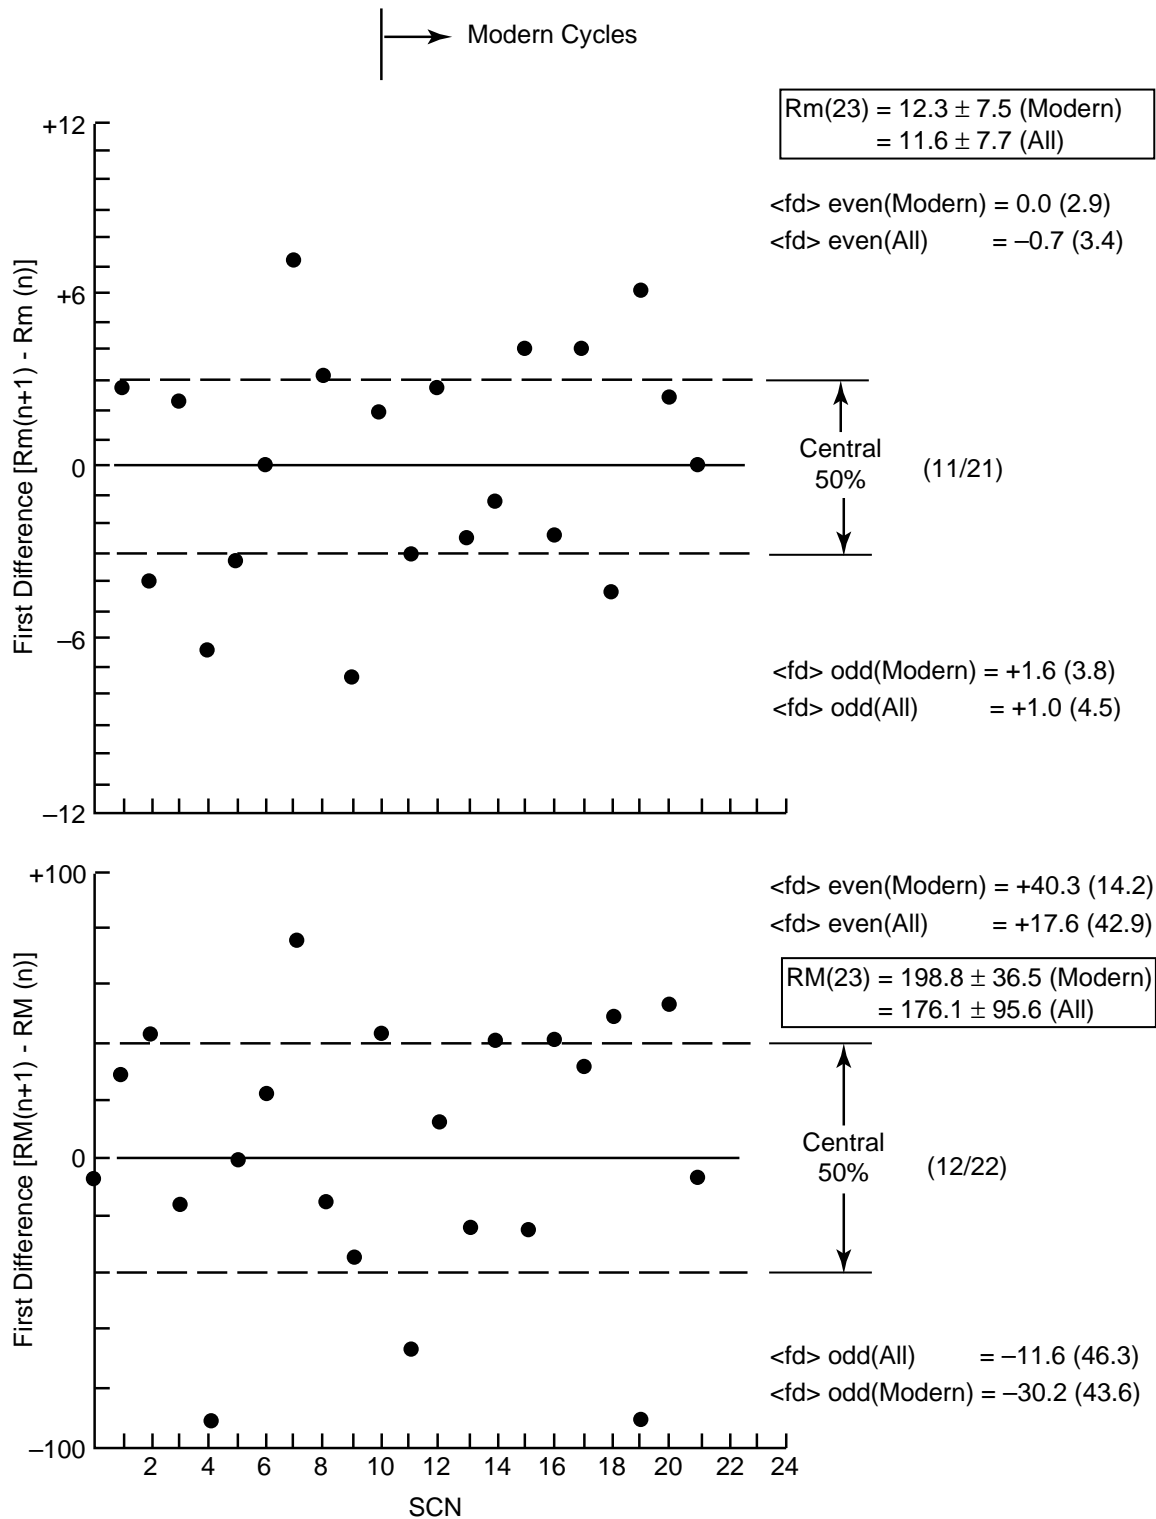 Modern Cycles
Rm(23) = 12.3 ± 7.5 (Modern)
= 11.6 ± 7.7 (All)
<fd> even(Modern) = 0.0 (2.9)
<fd> even(All) = –0.7 (3.4)
First Difference [Rm(n+1) - Rm (n)]
+12
+6
0
–6
–12
Central
50%
(11/21)
<fd> odd(Modern) = +1.6 (3.8)
<fd> odd(All) = +1.0 (4.5)
First Difference [RM(n+1) - RM (n)]
+100
0
–100
<fd> even(Modern) = +40.3 (14.2)
<fd> even(All) = +17.6 (42.9)
RM(23) = 198.8 ± 36.5 (Modern)
= 176.1 ± 95.6 (All)
Central
50%
(12/22)
<fd> odd(All) = –11.6 (46.3)
<fd> odd(Modern) = –30.2 (43.6)
2 4 6 8 10 12 14 16 18 20 22 24
SCN